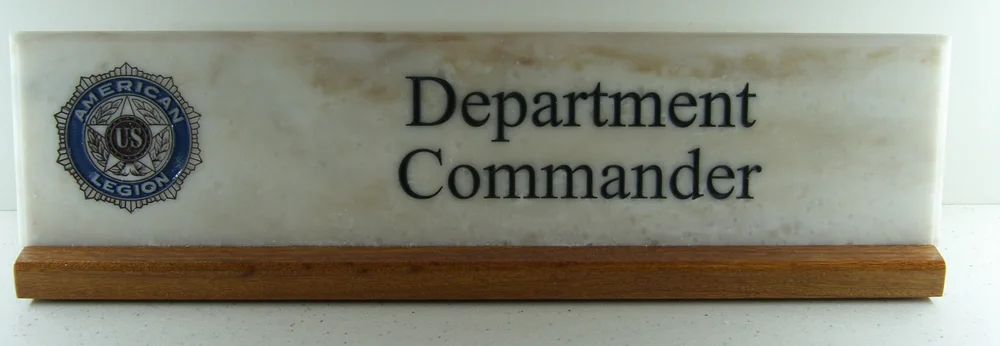 AMERICAN
US
LEGION
Department
Commander